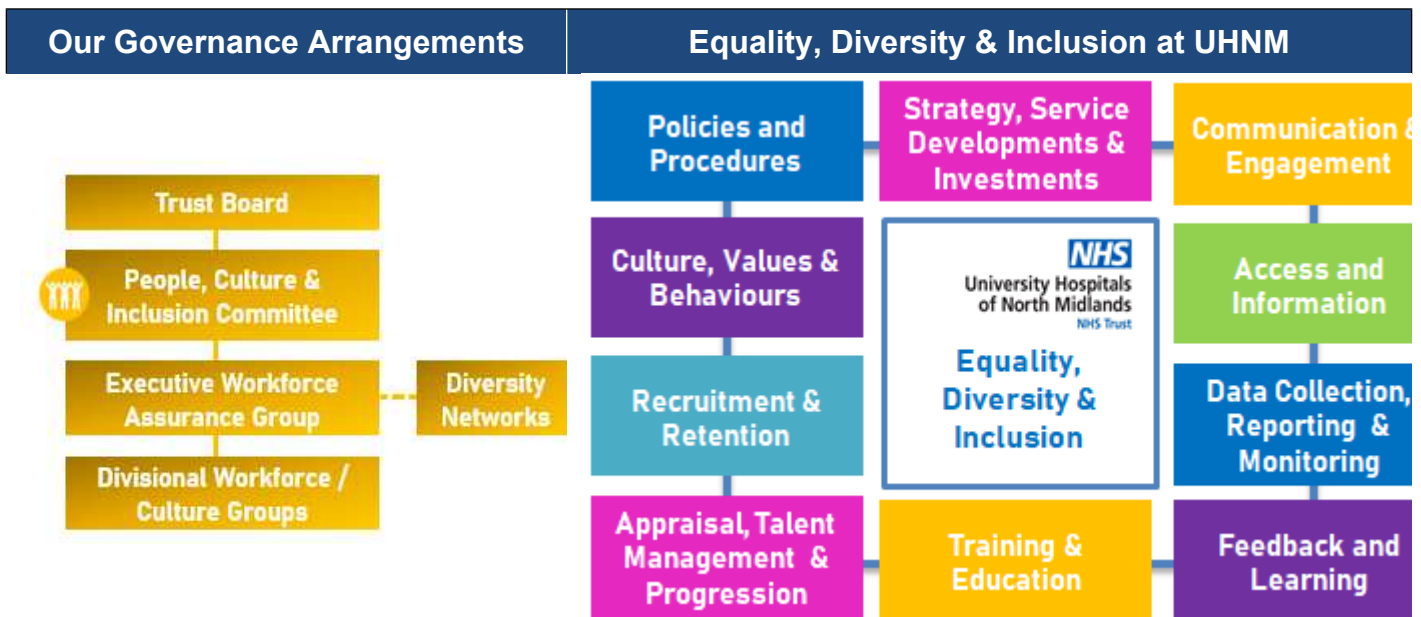 Our Governance Arrangements
Trust Board
People, Culture &
Inclusion Committee
Executive Workforce
Assurance Group
Diversity
Networks
Divisional Workforce /
Culture Groups
Equality, Diversity & Inclusion at UHNM
Policies and
Procedures
Strategy, Service
Developments &
Investments
Communication &
Engagement
Culture, Values &
Behaviours
NHS
University Hospitals
of North Midlands
NHS Trust
Equality,
Diversity &
Inclusion
Access and
Information
Recruitment &
Retention
Data Collection,
Reporting &
Monitoring
Appraisal, Talent
Management &
Progression
Training &
Education
Feedback and
Learning